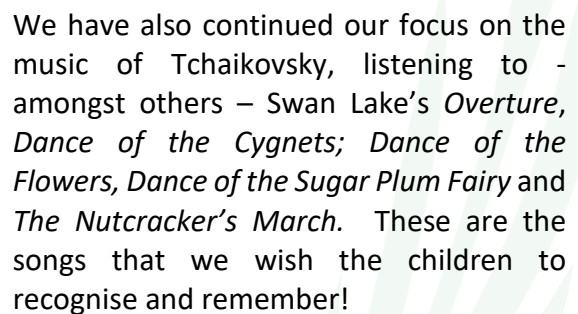 We have also continued our focus on the
music of Tchaikovsky, listening to -
amongst others – Swan Lake’s Overture,
Dance of the Cygnets; Dance of the
Flowers, Dance of the Sugar Plum Fairy and
The Nutcracker’s March. These are the
songs that we wish the children to
recognise and remember!